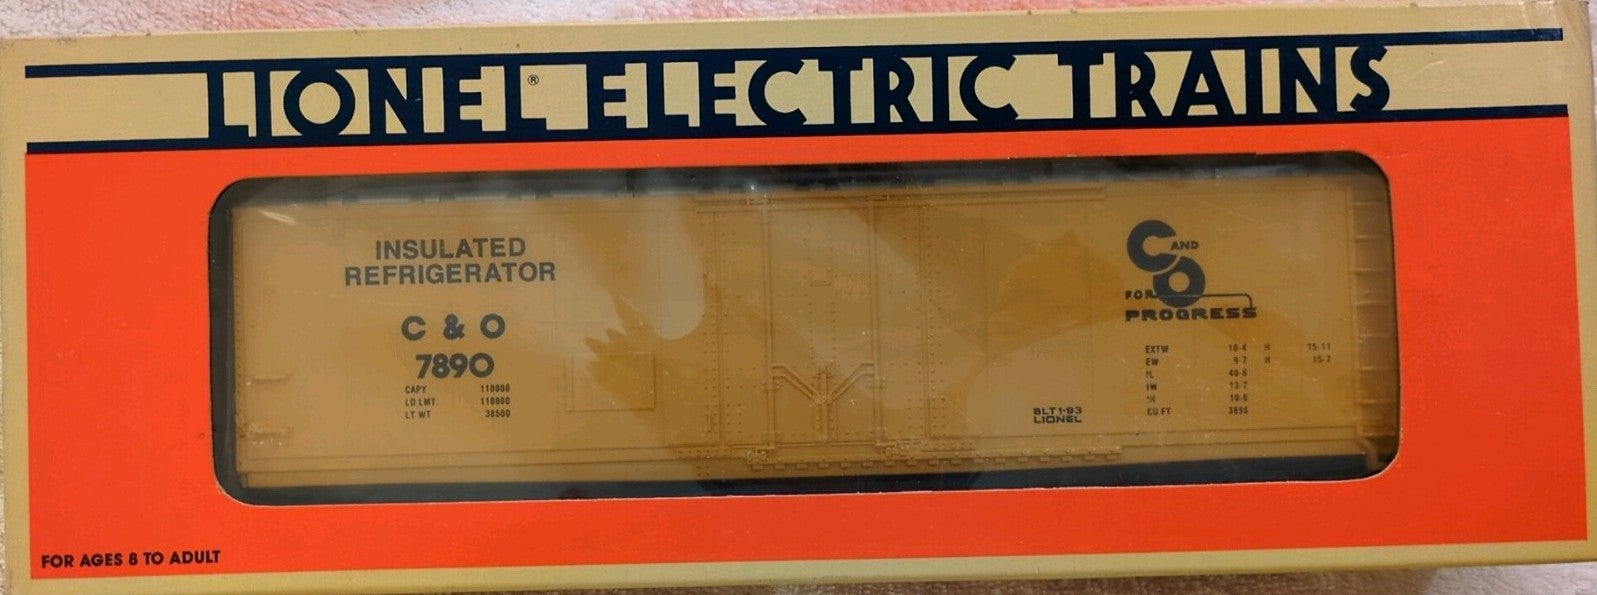 LIONEL® ELECTRIC TRAINS
INSULATED
REFRIGERATOR
C & O
7890
CAPY 110000
LD LMT 118000
LT WT 38500
C AND
O
FOR
PROGRESS
EXTW 10-4 H 15-11
EW 9-7 H 15-7
IL 40-6
IW 13-7
IH 10-6
CU FT 3898
BLT 1-93
LIONEL
FOR AGES 8 TO ADULT